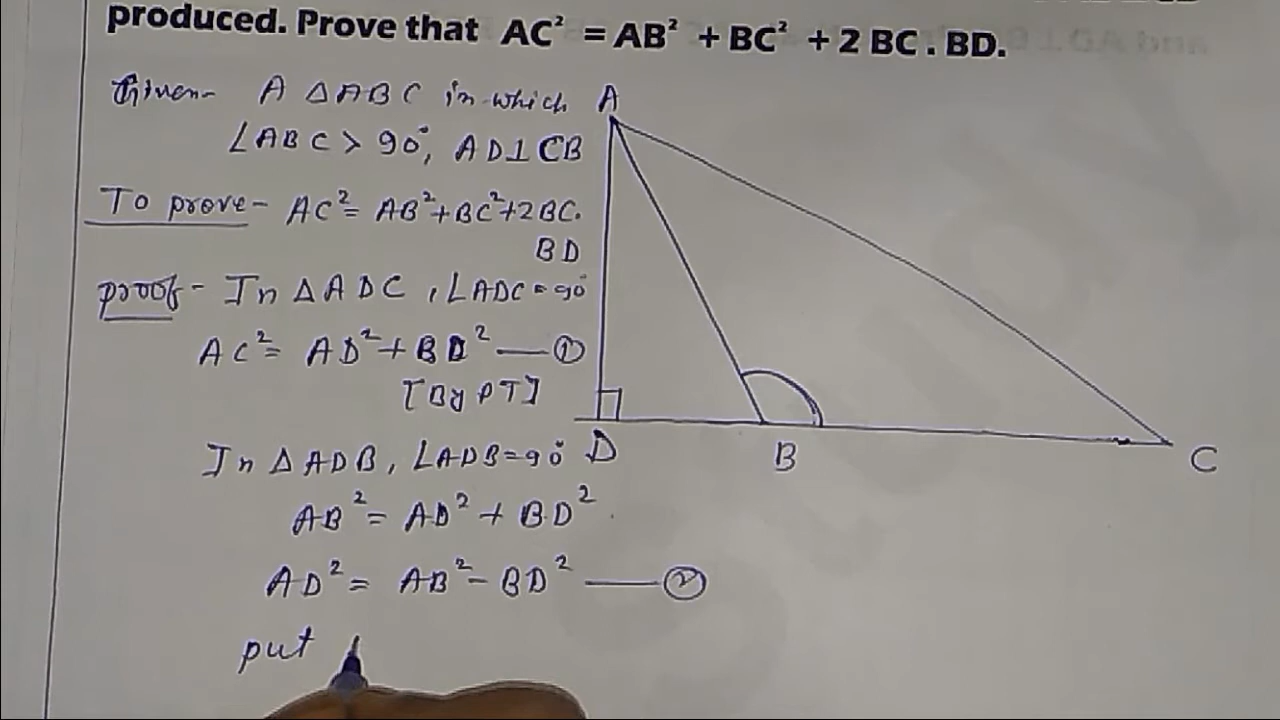 produced. Prove that AC² = AB² + BC² + 2 BC . BD.
Given- A △ABC in which
∠ABC > 90°, AD⊥CB
To prove- AC² = AB²+BC²+2BC.
BD
proof- In △ADC, ∠ADC = 90°
AC² = AD²+BD² —①
[By PT]
In △ADB, ∠ADB=90°
AB² = AD² + BD²
AD² = AB² - BD² —②
put
A
D
B
C